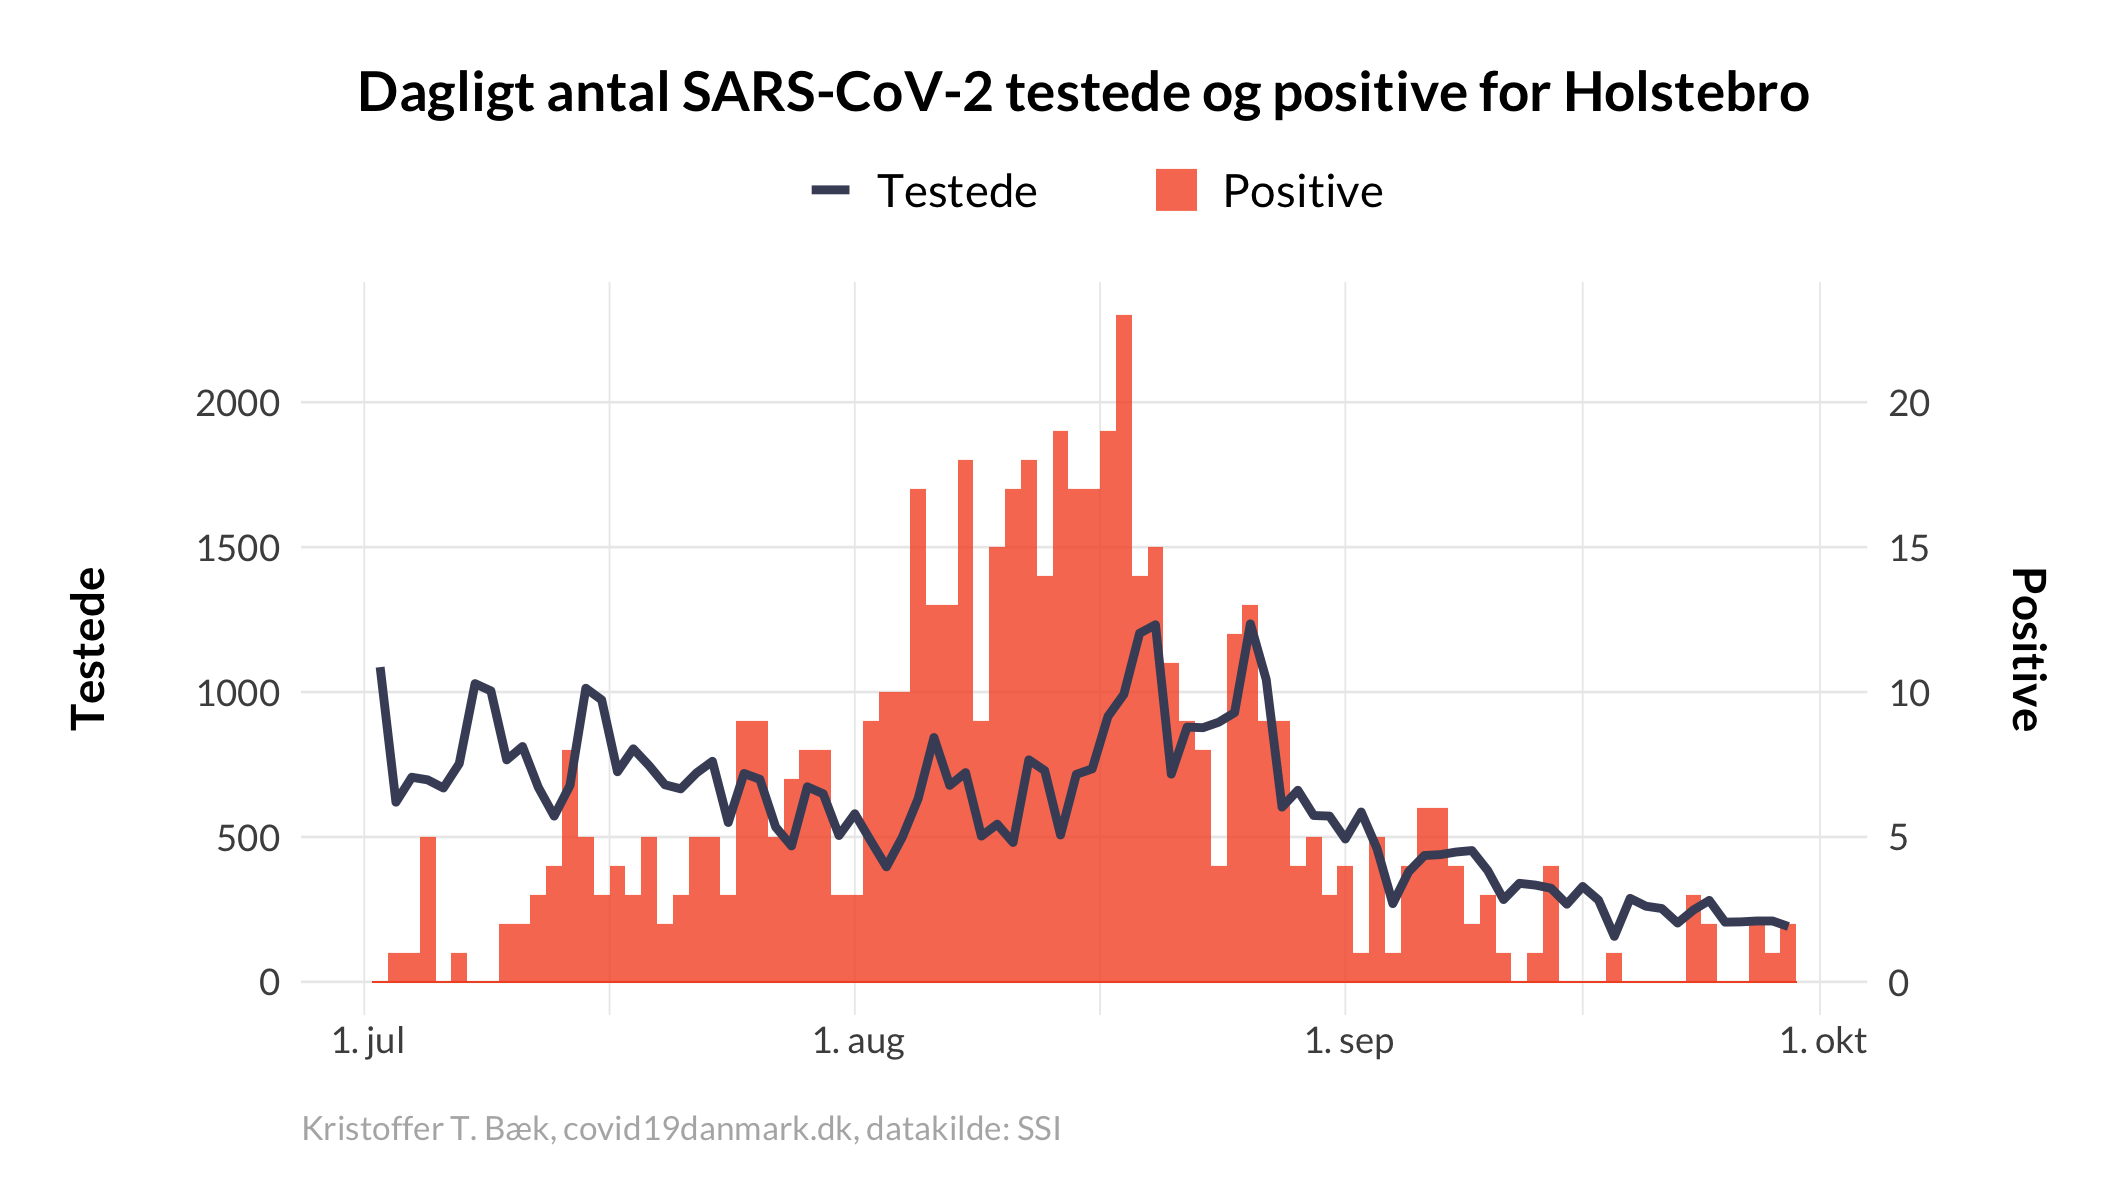 Dagligt antal SARS-CoV-2 testede og positive for Holstebro
Testede Positive
Testede
2000
1500
1000
500
0
20
15
10
5
0
Positive
1. jul 1. aug 1. sep 1. okt
Kristoffer T. Bæk, covid19danmark.dk, datakilde: SSI